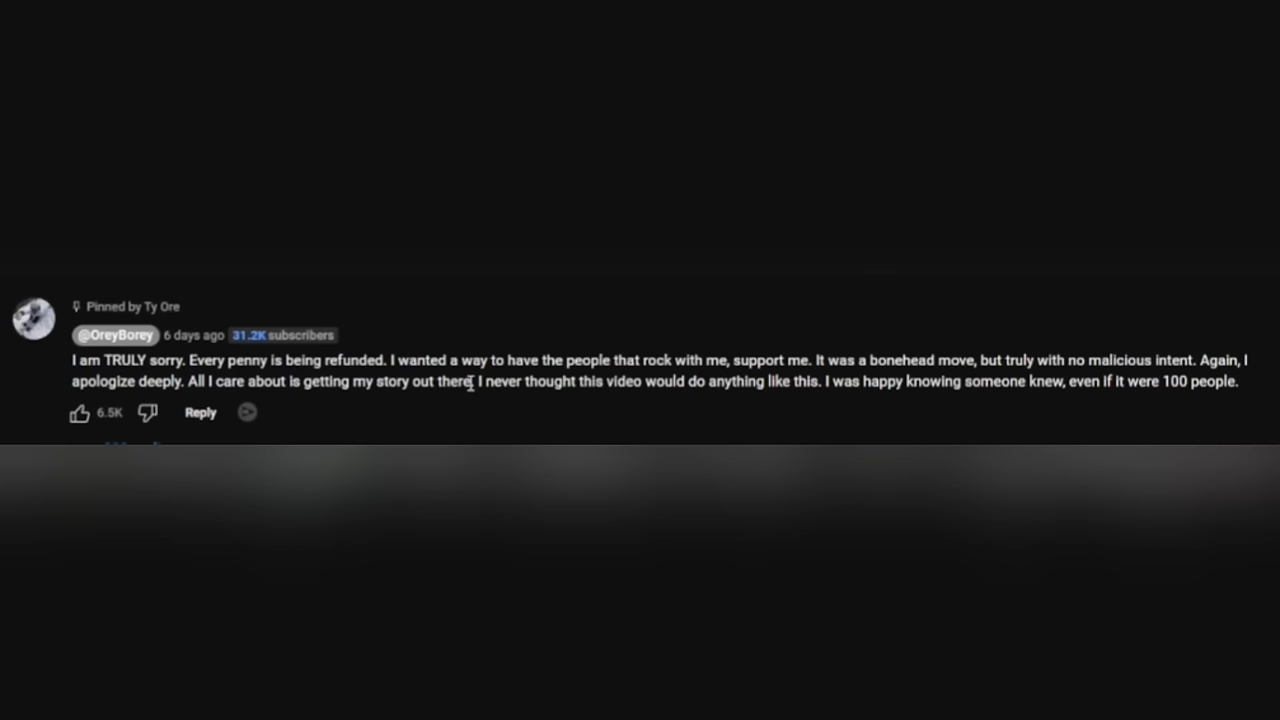 Pinned by Ty Ore
@OreyBorey 6 days ago 31.2K subscribers
I am TRULY sorry. Every penny is being refunded. I wanted a way to have the people that rock with me, support me. It was a bonehead move, but truly with no malicious intent. Again, I
apologize deeply. All I care about is getting my story out there. I never thought this video would do anything like this. I was happy knowing someone knew, even if it were 100 people.
6.5K Reply